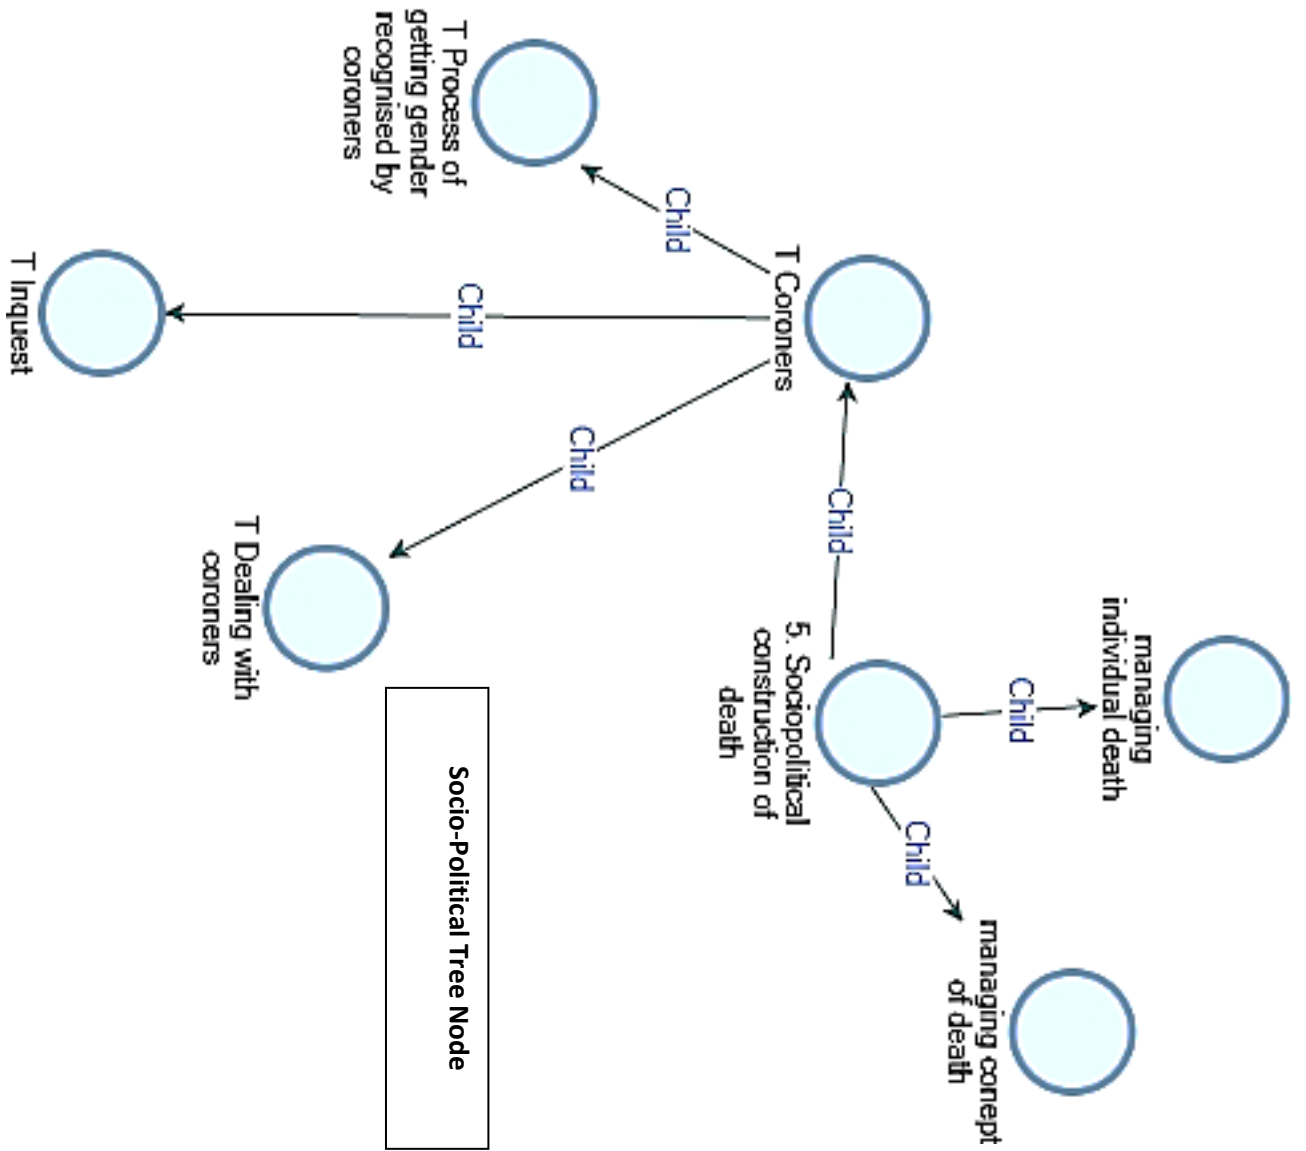 managing
individual death
Child
managing conept
of death
Child
5. Sociopolitical
construction of
death
Child
T Coroners
Child
T Process of
getting gender
recognised by
coroners
Child
T Inquest
Child
T Dealing with
coroners
Socio-Political Tree Node